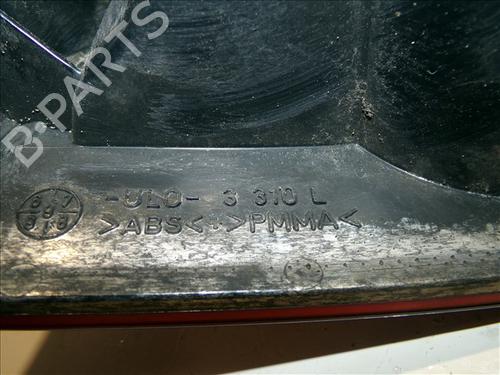 B-PARTS
-ULO- 3 310 L
>ABS<+>PMMA<